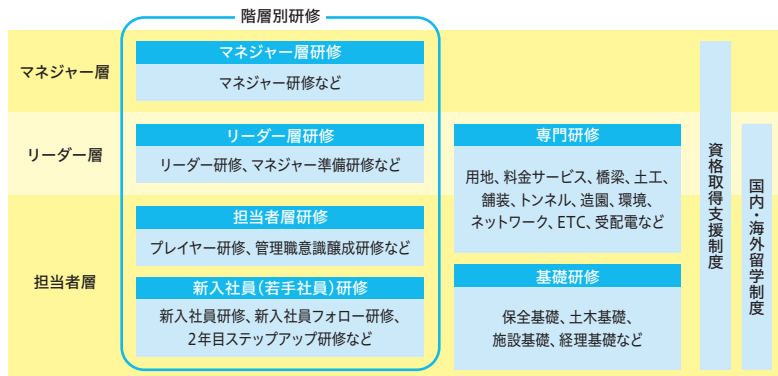 階層別研修
マネジャー層
マネジャー層研修
マネジャー研修など
リーダー層
リーダー層研修
リーダー研修、マネジャー準備研修など
担当者層
担当者層研修
プレイヤー研修、管理職意識醸成研修など
新入社員(若手社員)研修
新入社員研修、新入社員フォロー研修、
2年目ステップアップ研修など
専門研修
用地、料金サービス、橋梁、土工、
舗装、トンネル、造園、環境、
ネットワーク、ETC、受配電など
基礎研修
保全基礎、土木基礎、
施設基礎、経理基礎など
資格取得支援制度
国内・海外留学制度